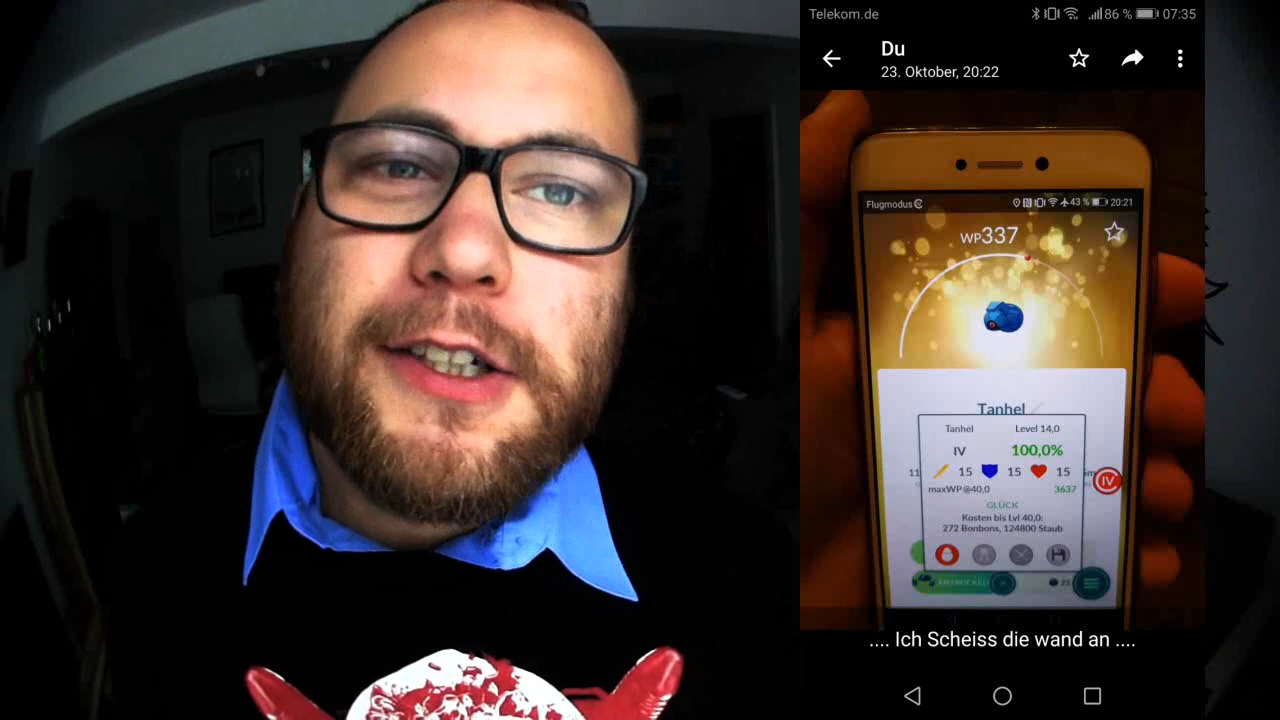 Telekom.de 86 % 07:35
Du
23. Oktober, 20:22
Flugmodus 43 % 20:21
WP337
Tanhel
Tanhel Level 14,0
IV 100,0%
15 15 15
IV
maxWP@40,0 3637
GLÜCK
Kosten bis Lvl 40,0:
272 Bonbons, 124800 Staub
.... Ich Scheiss die wand an ....